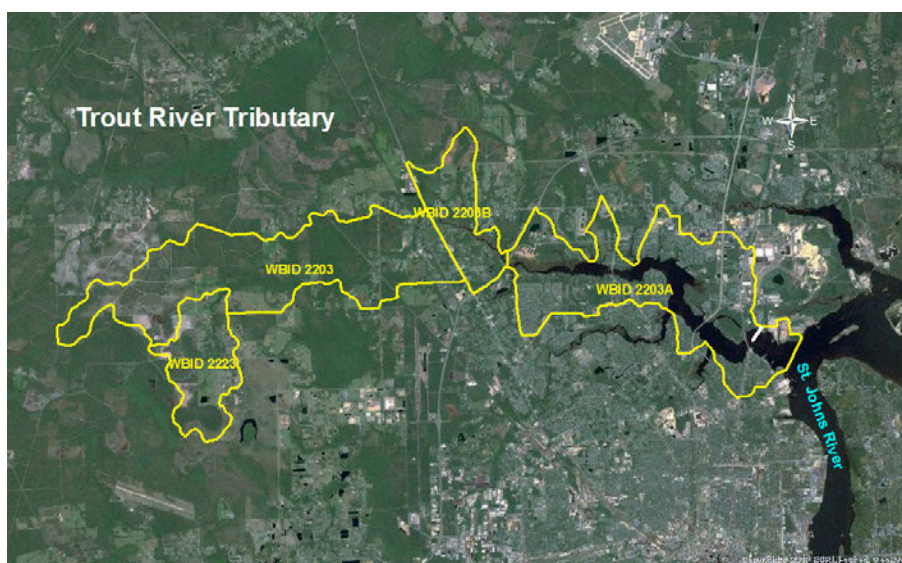 Trout River Tributary
N
W E
S
WBID 2203B
WBID 2203
WBID 2203A
WBID 2223
St. Johns River